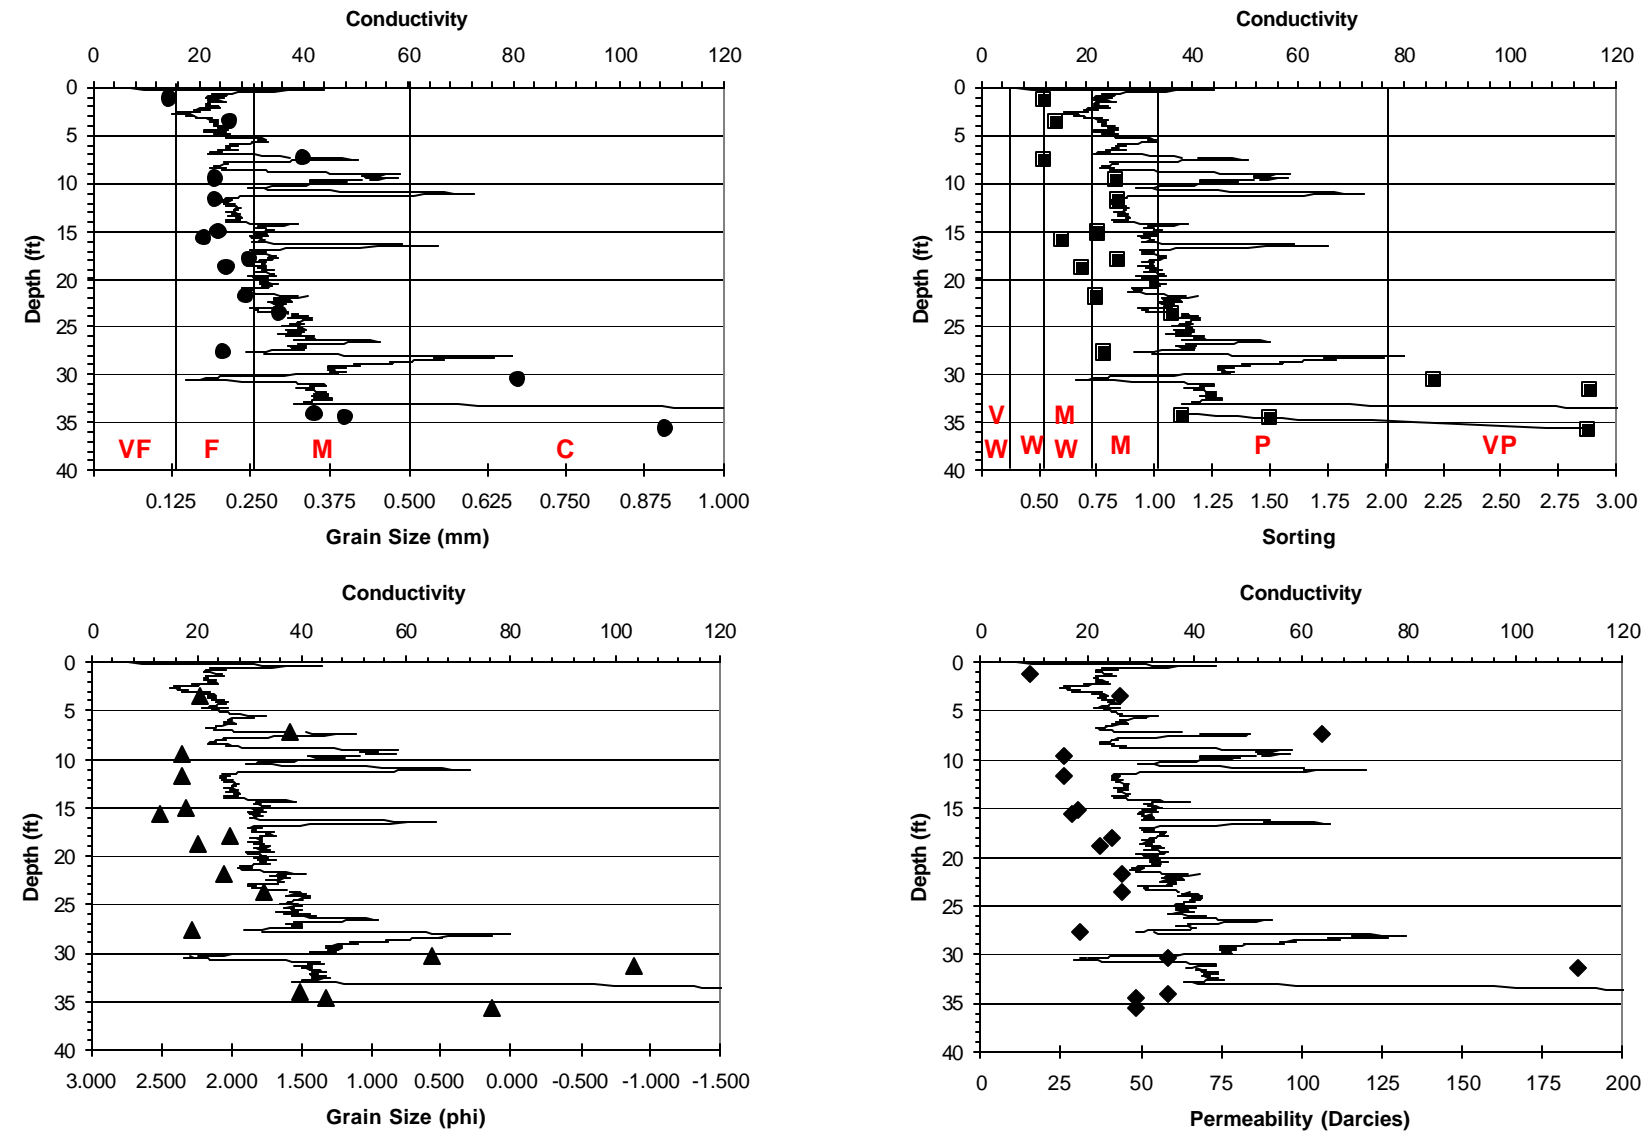 Conductivity
0 20 40 60 80 100 120
0
5
10
15
20
25
30
35
40
Depth (ft)
VF F M C
0.125 0.250 0.375 0.500 0.625 0.750 0.875 1.000
Grain Size (mm)
Conductivity
0 20 40 60 80 100 120
0
5
10
15
20
25
30
35
40
Depth (ft)
V M
W W W M P VP
0.50 0.75 1.00 1.25 1.50 1.75 2.00 2.25 2.50 2.75 3.00
Sorting
Conductivity
0 20 40 60 80 100 120
0
5
10
15
20
25
30
35
40
Depth (ft)
3.000 2.500 2.000 1.500 1.000 0.500 0.000 -0.500 -1.000 -1.500
Grain Size (phi)
Conductivity
0 20 40 60 80 100 120
0
5
10
15
20
25
30
35
40
Depth (ft)
0 25 50 75 100 125 150 175 200
Permeability (Darcies)